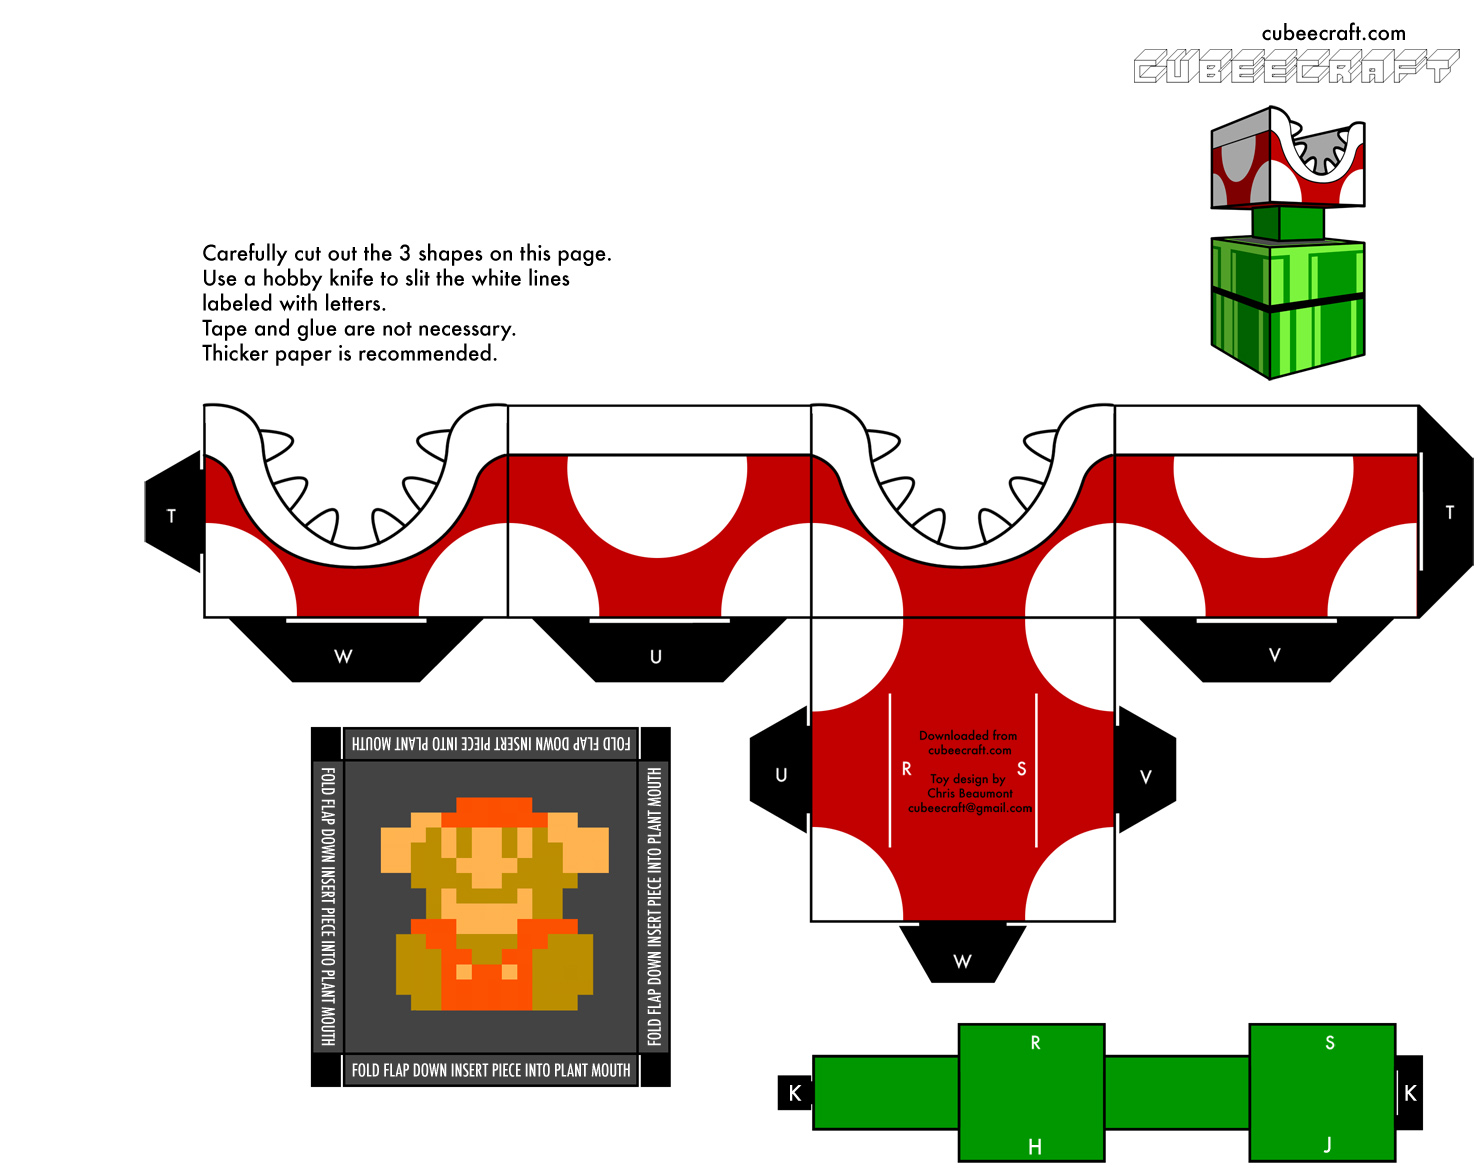 cubeecraft.com
CUBEECRAFT
Carefully cut out the 3 shapes on this page.
Use a hobby knife to slit the white lines
labeled with letters.
Tape and glue are not necessary.
Thicker paper is recommended.
T
T
W
U
V
FOLD FLAP DOWN INSERT PIECE INTO PLANT MOUTH
FOLD FLAP DOWN INSERT PIECE INTO PLANT MOUTH
FOLD FLAP DOWN INSERT PIECE INTO PLANT MOUTH
FOLD FLAP DOWN INSERT PIECE INTO PLANT MOUTH
Downloaded from
cubeecraft.com
U
R
S
V
Toy design by
Chris Beaumont
cubeecraft@gmail.com
W
R
S
K
K
H
J